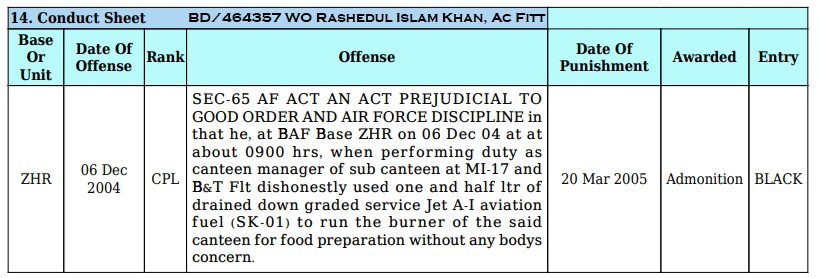 14. Conduct Sheet BD/464357 WO RASHEDUL ISLAM KHAN, AC FITT
Base Or Unit Date Of Offense Rank Offense Date Of Punishment Awarded Entry
ZHR 06 Dec 2004 CPL
SEC-65 AF ACT AN ACT PREJUDICIAL TO
GOOD ORDER AND AIR FORCE DISCIPLINE in
that he, at BAF Base ZHR on 06 Dec 04 at at
about 0900 hrs, when performing duty as
canteen manager of sub canteen at MI-17 and
B&T Flt dishonestly used one and half ltr of
drained down graded service Jet A-I aviation
fuel (SK-01) to run the burner of the said
canteen for food preparation without any bodys
concern.
20 Mar 2005 Admonition BLACK